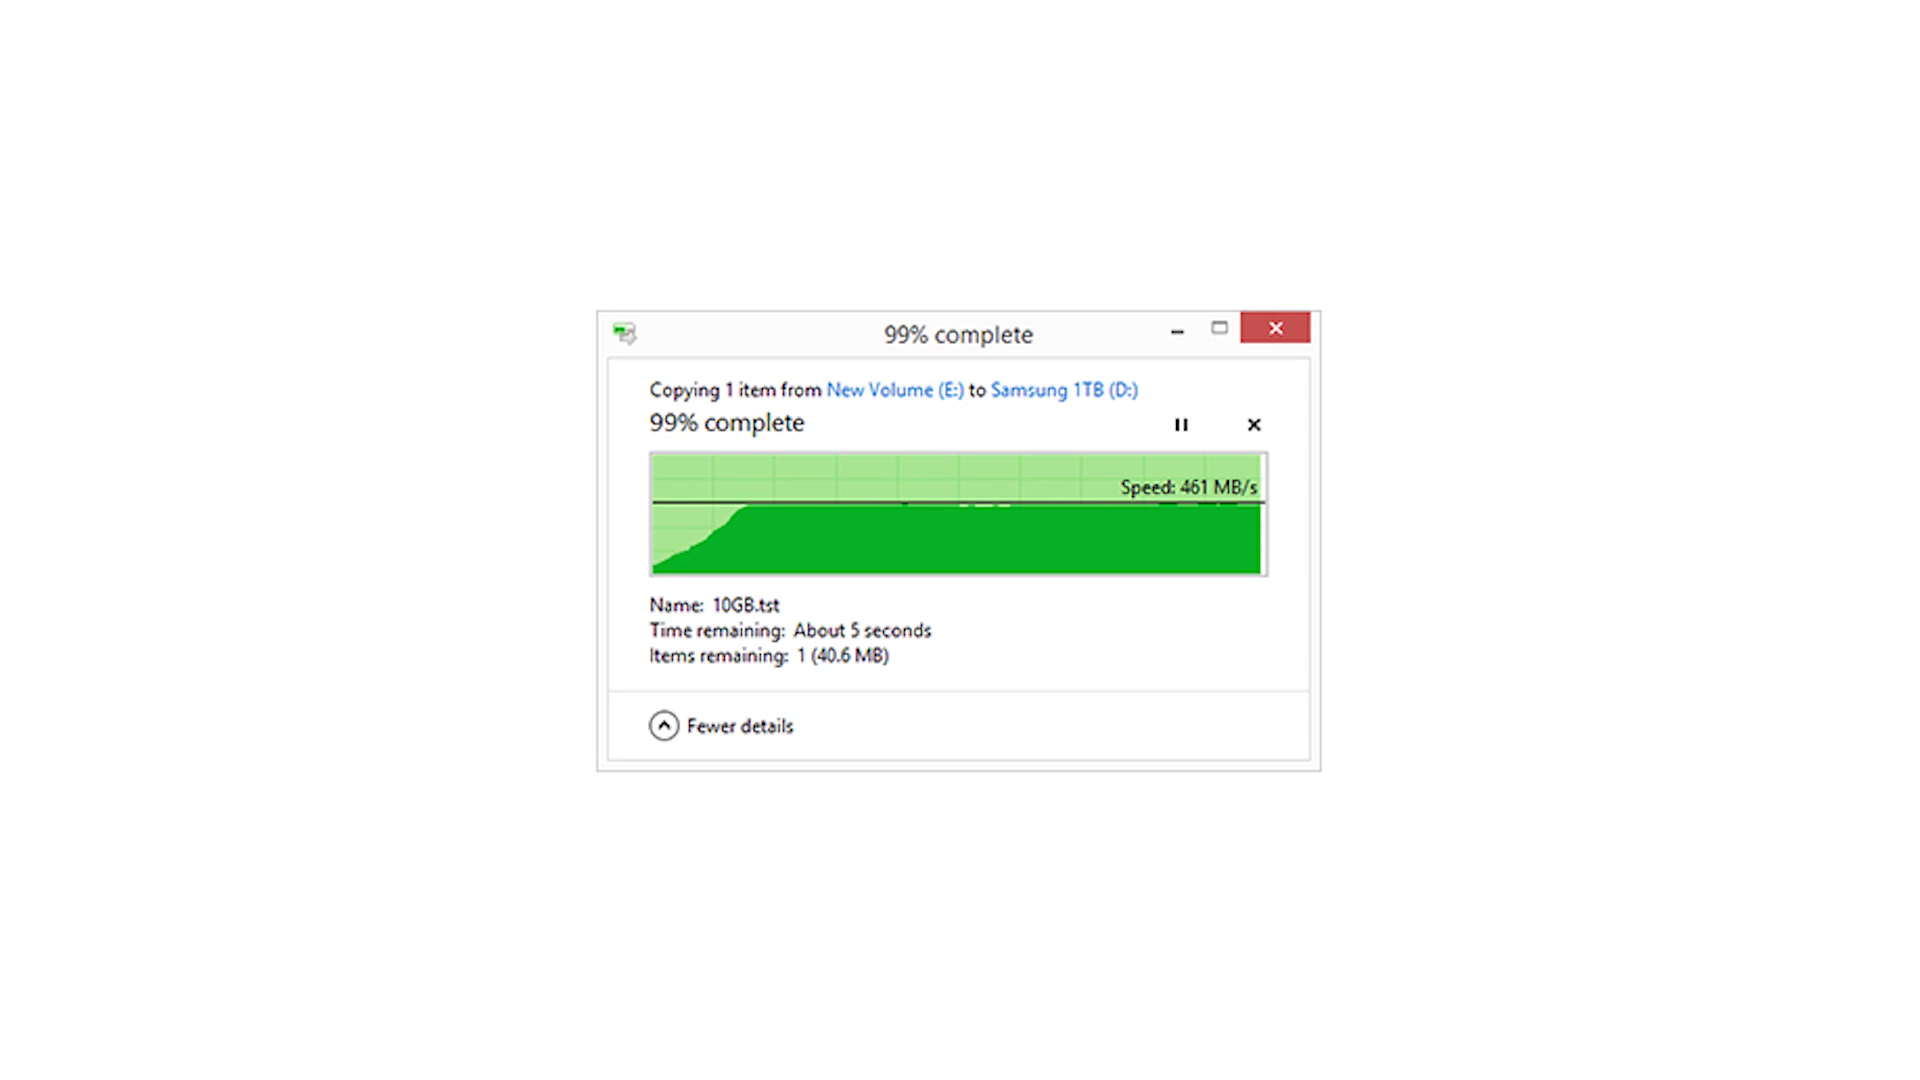 99% complete
Copying 1 item from New Volume (E:) to Samsung 1TB (D:)
99% complete
Speed: 461 MB/s
Name: 10GB.tst
Time remaining: About 5 seconds
Items remaining: 1 (40.6 MB)
Fewer details